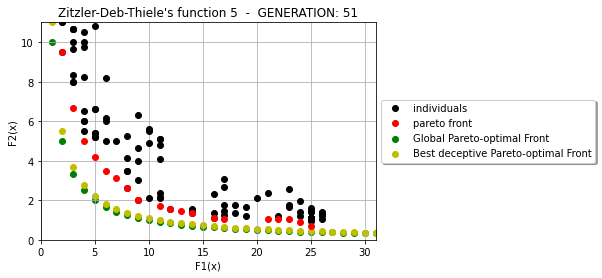 Zitzler-Deb-Thiele's function 5 - GENERATION: 51
10
8
6
4
2
0
F2(x)
individuals
pareto front
Global Pareto-optimal Front
Best deceptive Pareto-optimal Front
0 5 10 15 20 25 30
F1(x)